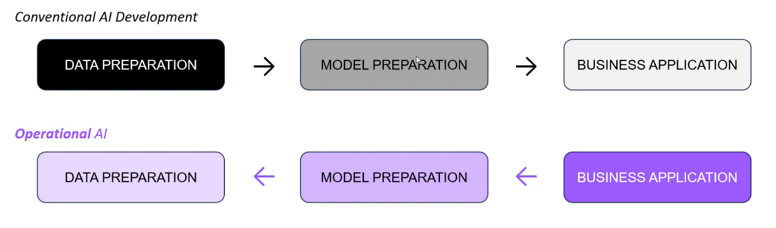 Conventional AI Development
DATA PREPARATION
MODEL PREPARATION
BUSINESS APPLICATION
Operational AI
DATA PREPARATION
MODEL PREPARATION
BUSINESS APPLICATION